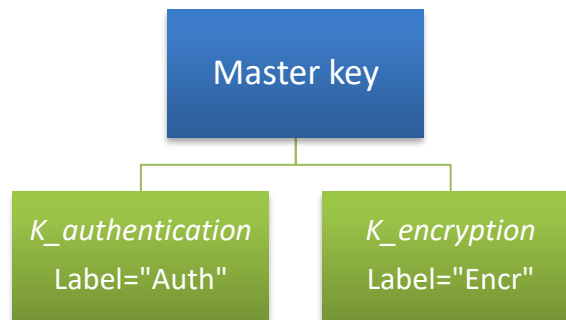 Master key
K_authentication
Label="Auth"
K_encryption
Label="Encr"